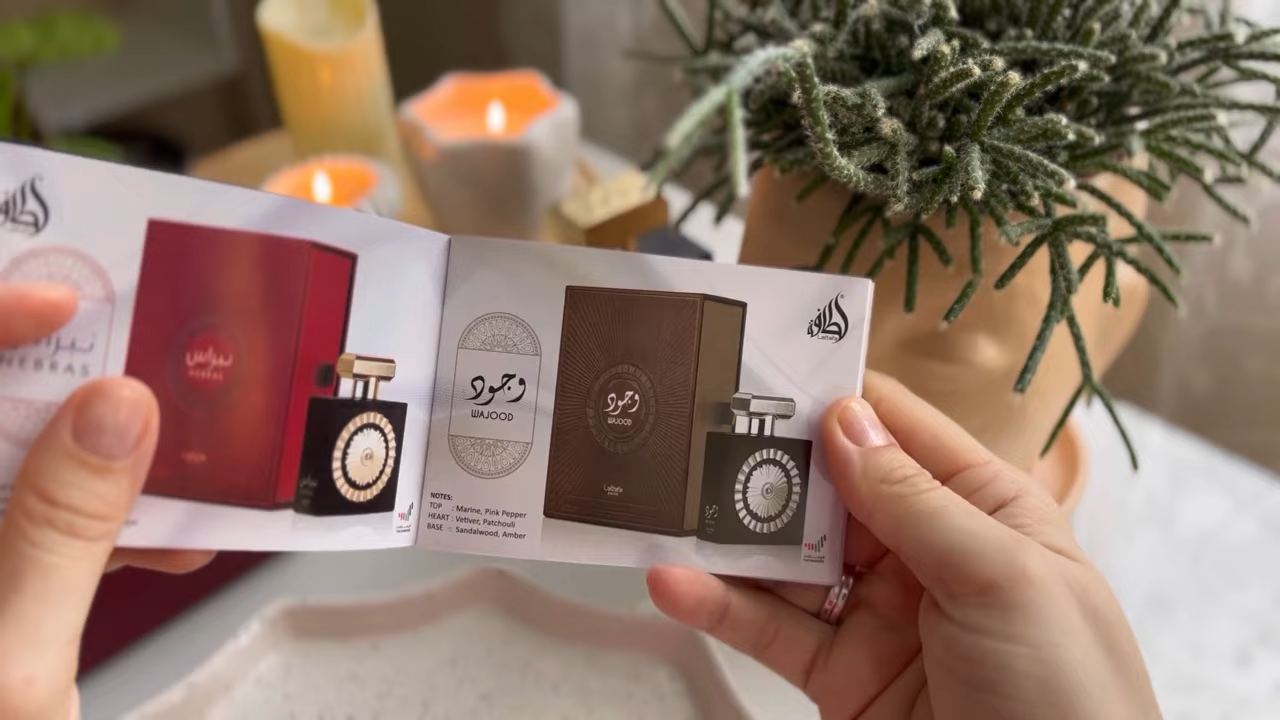 لطافة
نبراس
NEBRAS
نبراس
NEBRAS
وجود
WAJOOD
NOTES:
TOP : Marine, Pink Pepper
HEART : Vetiver, Patchouli
BASE : Sandalwood, Amber
وجود
WAJOOD
Lattafa
وجود
لطافة
Lattafa